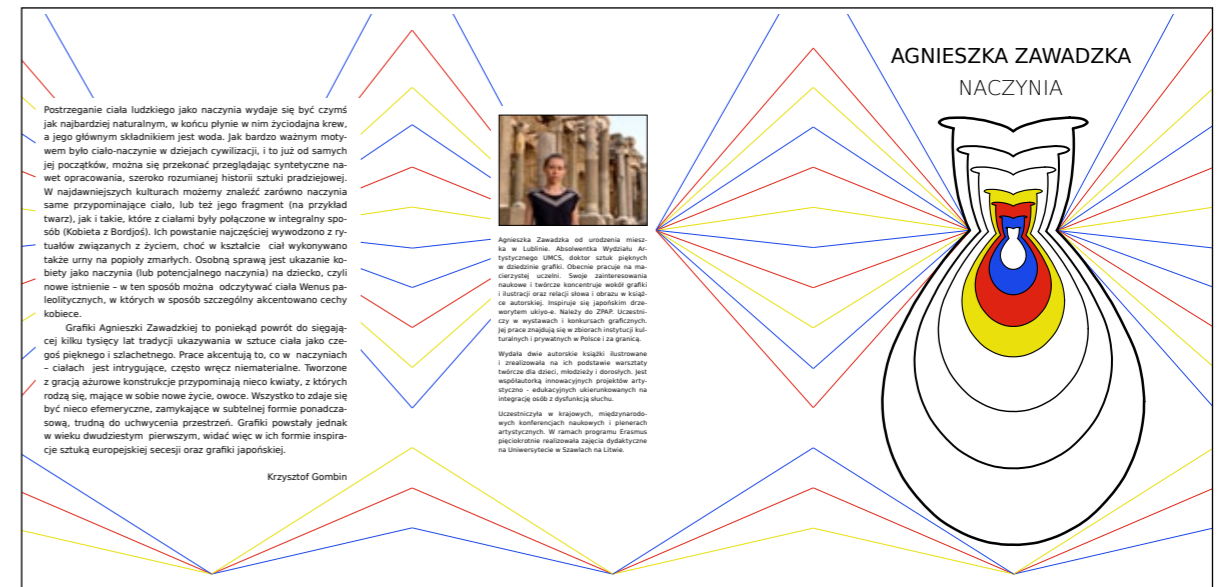 Postrzeganie ciała ludzkiego jako naczynia wydaje się być czymś
jak najbardziej naturalnym, w końcu płynie w nim życiodajna krew,
a jego głównym składnikiem jest woda. Jak bardzo ważnym moty-
wem było ciało-naczynie w dziejach cywilizacji, i to już od samych
jej początków, można się przekonać przeglądając syntetyczne na-
wet opracowania, szeroko rozumianej historii sztuki pradziejowej.
W najdawniejszych kulturach możemy znaleźć zarówno naczynia
same przypominające ciało, lub też jego fragment (na przykład
twarz), jak i takie, które z ciałami były połączone w integralny spo-
sób (Kobieta z Bordjoś). Ich powstanie najczęściej wywodzono z ry-
tuałów związanych z życiem, choć w kształcie ciał wykonywano
także urny na popioły zmarłych. Osobną sprawą jest ukazanie ko-
biety jako naczynia (lub potencjalnego naczynia) na dziecko, czyli
nowe istnienie – w ten sposób można odczytywać ciała Wenus pa-
leolitycznych, w których w sposób szczególny akcentowano cechy
kobiece.
Grafiki Agnieszki Zawadzkiej to poniekąd powrót do sięgają-
cej kilku tysięcy lat tradycji ukazywania w sztuce ciała jako cze-
goś pięknego i szlachetnego. Prace akcentują to, co w naczyniach
– ciałach jest intrygujące, często wręcz niematerialne. Tworzone
z gracją ażurowe konstrukcje przypominają nieco kwiaty, z których
rodzą się, mające w sobie nowe życie, owoce. Wszystko to zdaje się
być nieco efemeryczne, zamykające w subtelnej formie ponadcza-
sową, trudną do uchwycenia przestrzeń. Grafiki powstały jednak
w wieku dwudziestym pierwszym, widać więc w ich formie inspira-
cje sztuką europejskiej secesji oraz grafiki japońskiej.
Krzysztof Gombin
Agnieszka Zawadzka od urodzenia miesz-
ka w Lublinie. Absolwentka Wydziału Ar-
tystycznego UMCS, doktor sztuk pięknych
w dziedzinie grafiki. Obecnie pracuje na ma-
cierzystej uczelni. Swoje zainteresowania
naukowe i twórcze koncentruje wokół grafiki
i ilustracji oraz relacji słowa i obrazu w książ-
ce autorskiej. Inspiruje się japońskim drze-
worytem ukiyo-e. Należy do ZPAP. Uczestni-
czy w wystawach i konkursach graficznych.
Jej prace znajdują się w zbiorach instytucji kul-
turalnych i prywatnych w Polsce i za granicą.
Wydała dwie autorskie książki ilustrowane
i zrealizowała na ich podstawie warsztaty
twórcze dla dzieci, młodzieży i dorosłych. Jest
współautorką innowacyjnych projektów arty-
styczno - edukacyjnych ukierunkowanych na
integrację osób z dysfunkcją słuchu.
Uczestniczyła w krajowych, międzynarodo-
wych konferencjach naukowych i plenerach
artystycznych. W ramach programu Erasmus
pięciokrotnie realizowała zajęcia dydaktyczne
na Uniwersytecie w Szawlach na Litwie.
AGNIESZKA ZAWADZKA
NACZYNIA